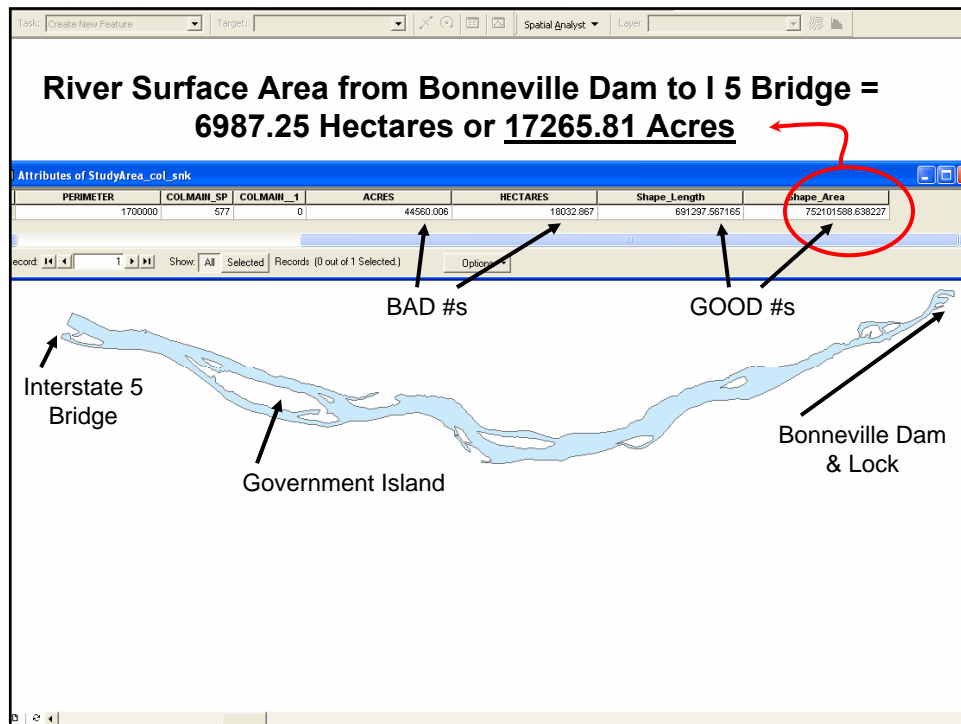 Task: Create New Feature Target: Spatial Analyst Layer:
River Surface Area from Bonneville Dam to I 5 Bridge =
6987.25 Hectares or 17265.81 Acres
Attributes of StudyArea_col_snk
PERIMETER COLMAIN_SP COLMAIN__1 ACRES HECTARES Shape_Length Shape_Area
1700000 577 0 44560.006 18032.867 691297.567165 752101588.638227
ecord: 1 Show: All Selected Records (0 out of 1 Selected.) Options
BAD #s GOOD #s
Interstate 5
Bridge
Government Island
Bonneville Dam
& Lock